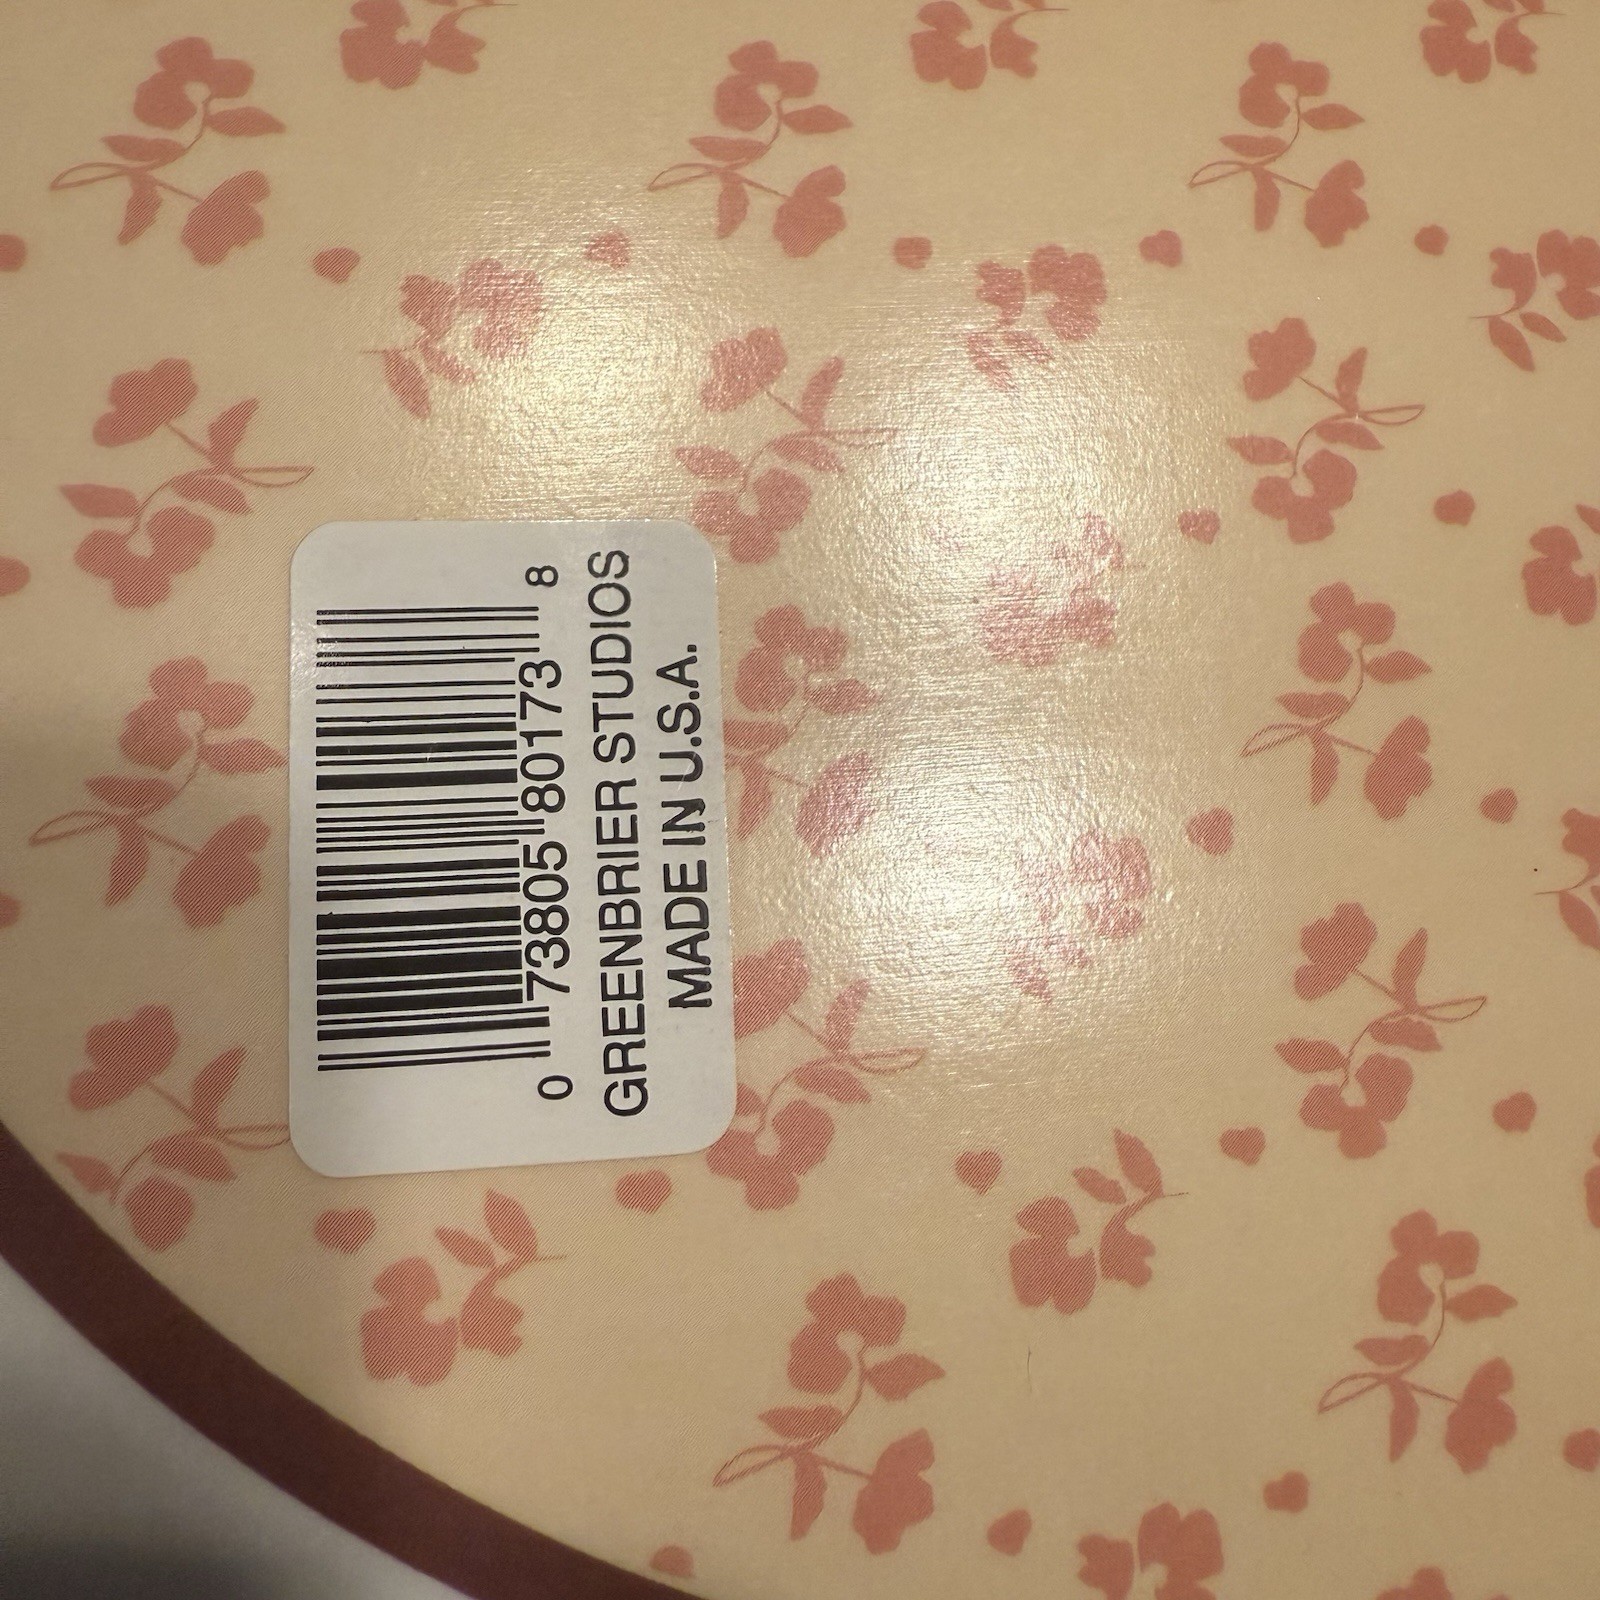 0 73805 80173 8
GREENBRIER STUDIOS
MADE IN U.S.A.